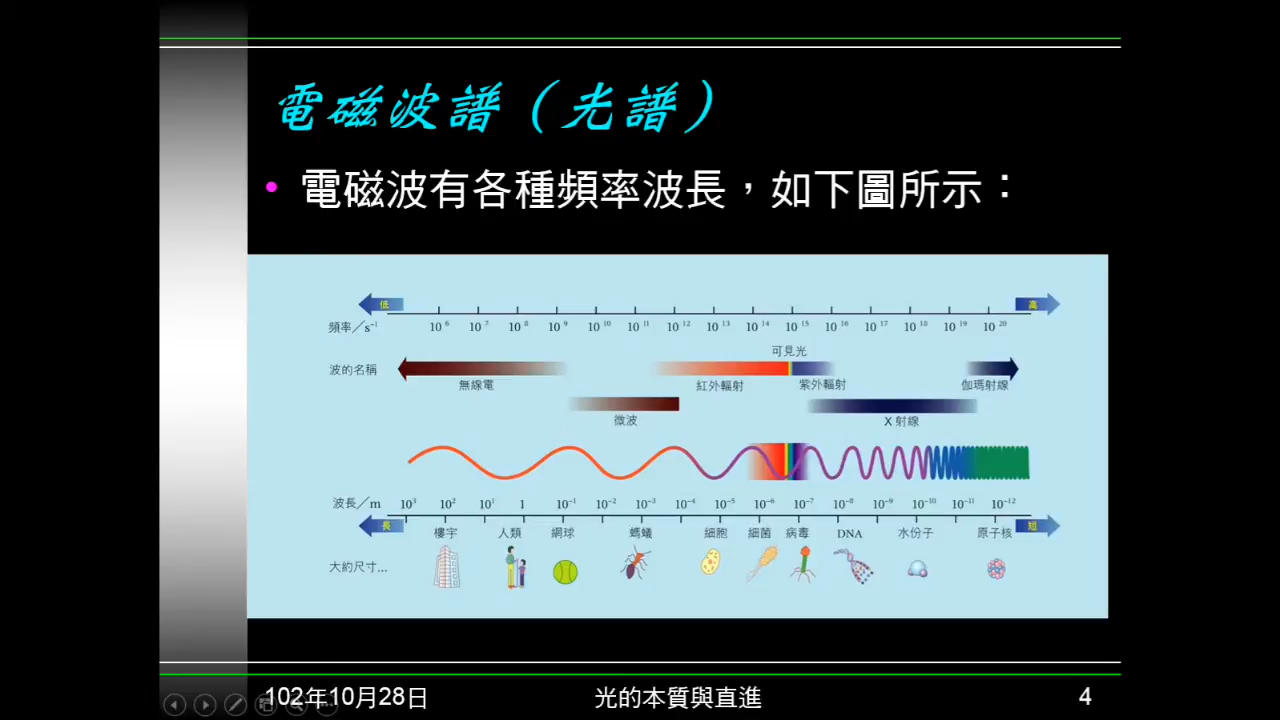 電磁波譜（光譜）
• 電磁波有各種頻率波長，如下圖所示：
低 高
頻率／s⁻¹ 10⁶ 10⁷ 10⁸ 10⁹ 10¹⁰ 10¹¹ 10¹² 10¹³ 10¹⁴ 10¹⁵ 10¹⁶ 10¹⁷ 10¹⁸ 10¹⁹ 10²⁰
可見光
波的名稱
無線電 紅外輻射 紫外輻射 伽瑪射線
微波 X 射線
波長／m 10³ 10² 10¹ 1 10⁻¹ 10⁻² 10⁻³ 10⁻⁴ 10⁻⁵ 10⁻⁶ 10⁻⁷ 10⁻⁸ 10⁻⁹ 10⁻¹⁰ 10⁻¹¹ 10⁻¹²
長 短
樓宇 人類 網球 螞蟻 細胞 細菌 病毒 DNA 水份子 原子核
大約尺寸...
102年10月28日 光的本質與直進 4